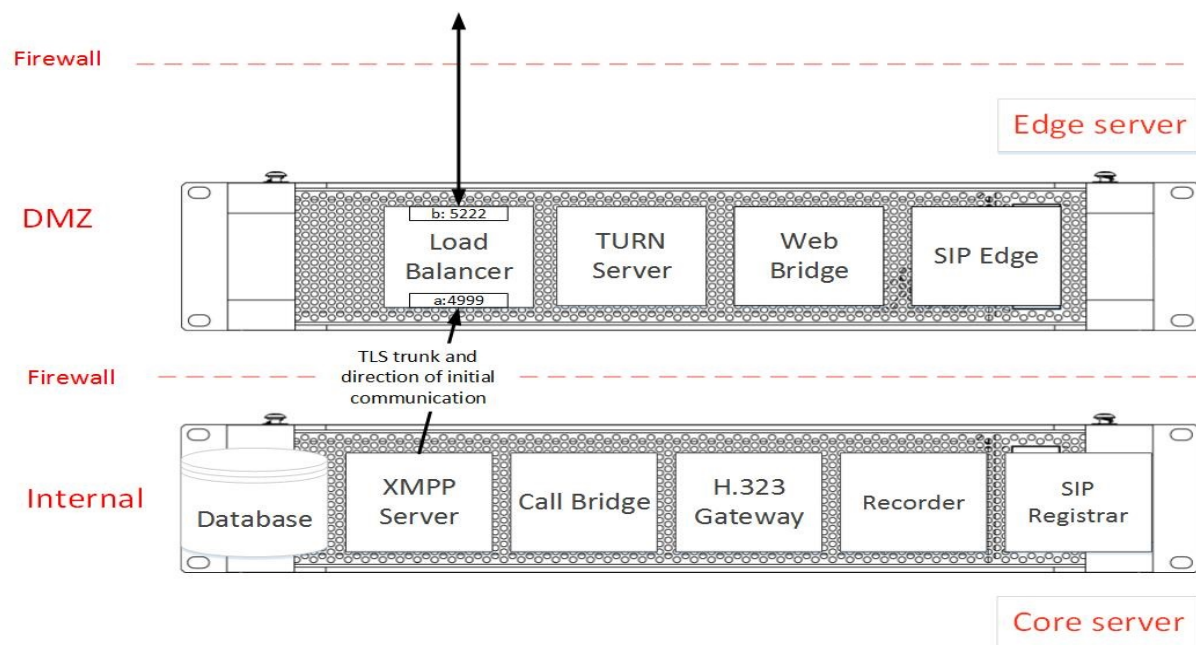 Firewall
Edge server
DMZ
b: 5222
Load
Balancer
a:4999
TURN
Server
Web
Bridge
SIP Edge
Firewall
TLS trunk and
direction of initial
communication
Internal
Database
XMPP
Server
Call Bridge
H.323
Gateway
Recorder
SIP
Registrar
Core server